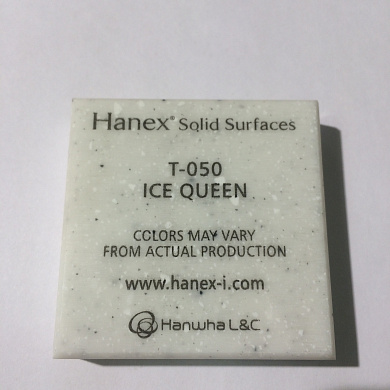 Hanex® Solid Surfaces
T-050
ICE QUEEN
COLORS MAY VARY
FROM ACTUAL PRODUCTION
www.hanex-i.com
Hanwha L&C